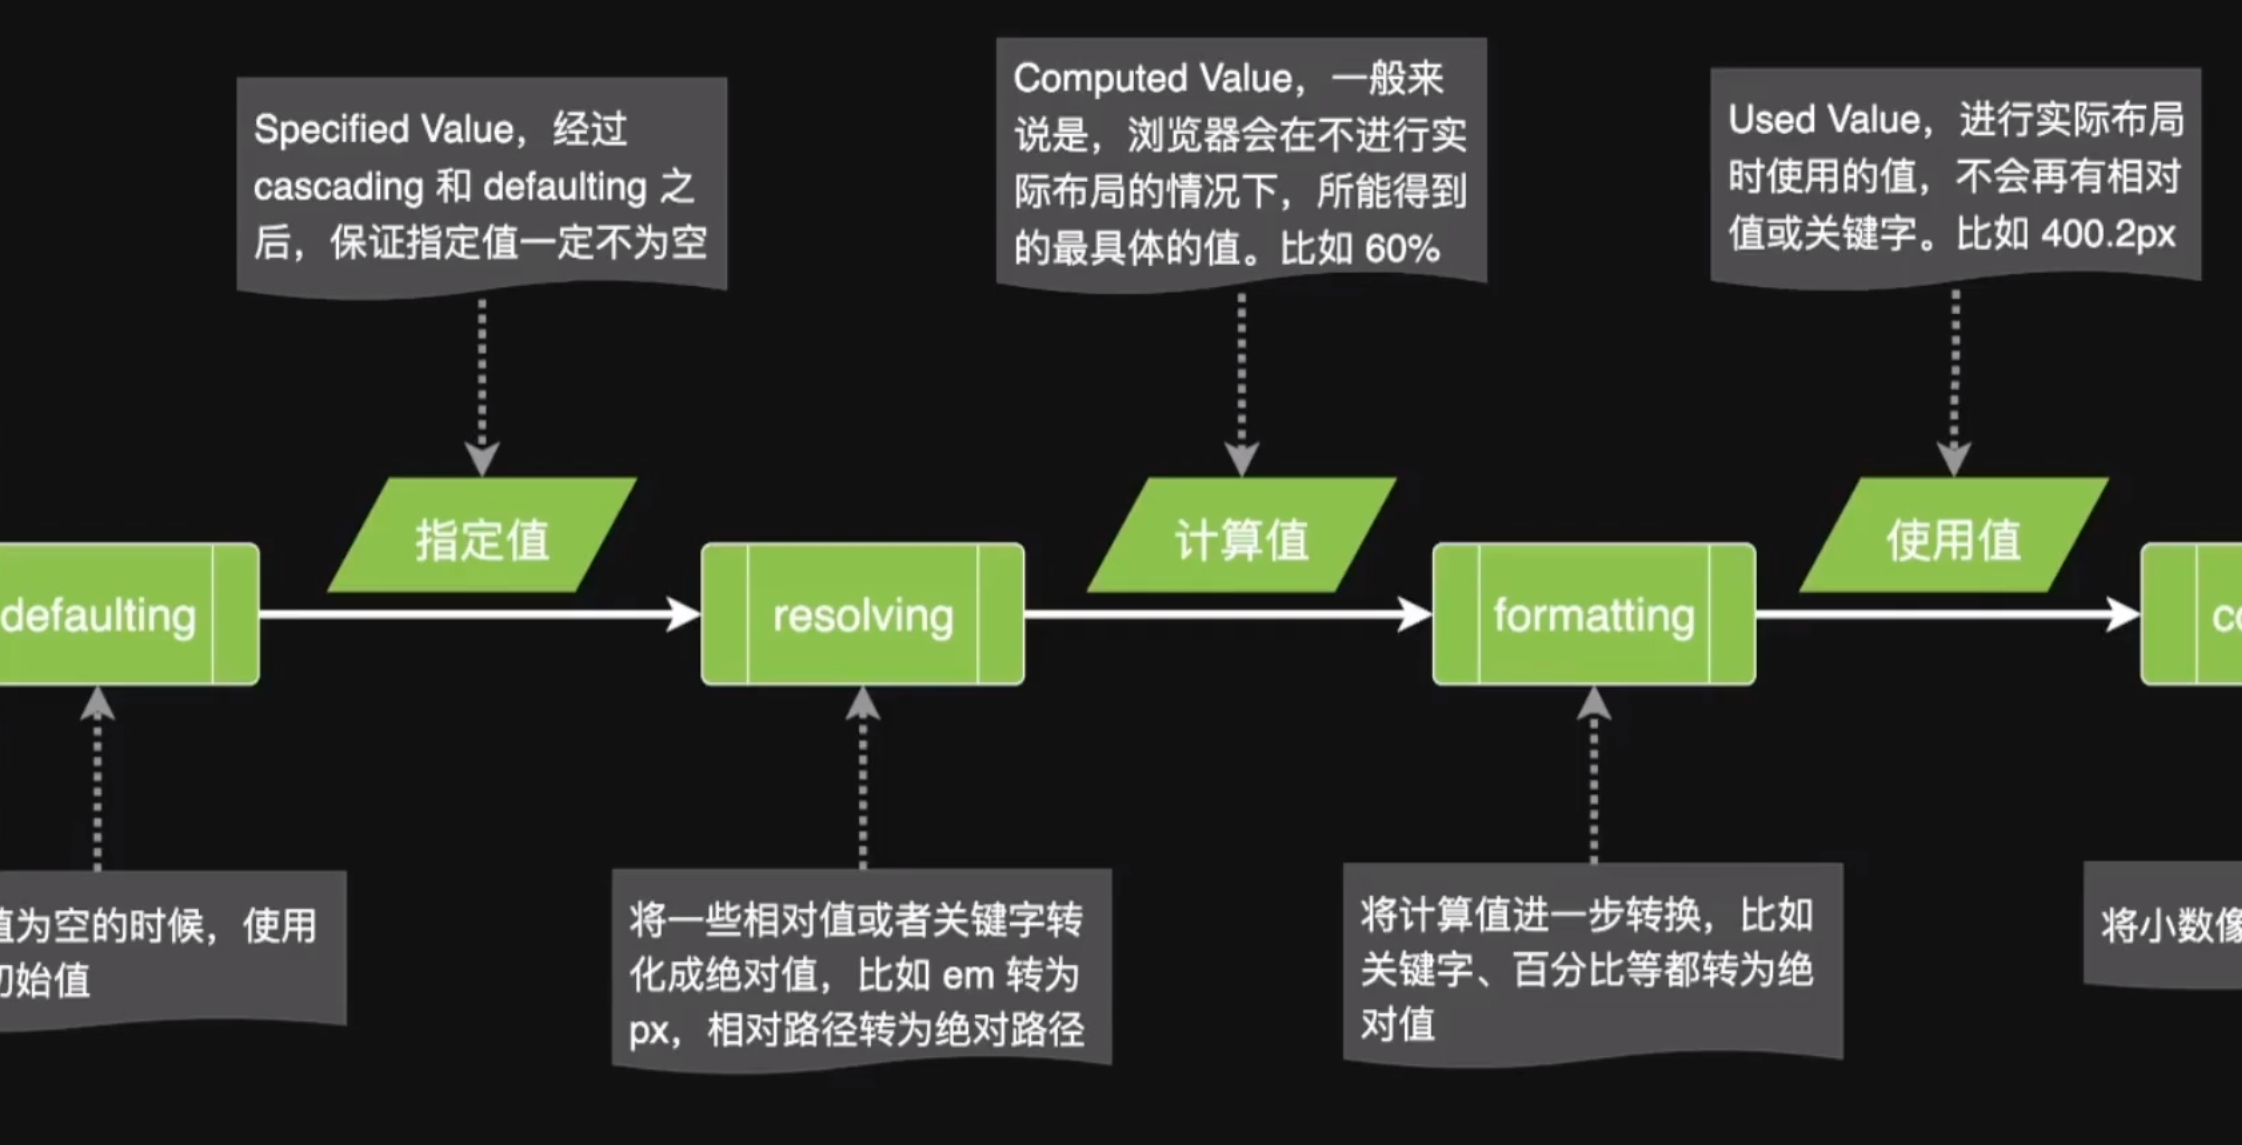 Specified Value，经过
cascading 和 defaulting 之
后，保证指定值一定不为空
Computed Value，一般来
说是，浏览器会在不进行实
际布局的情况下，所能得到
的最具体的值。比如 60%
Used Value，进行实际布局
时使用的值，不会再有相对
值或关键字。比如 400.2px
指定值
计算值
使用值
defaulting
resolving
formatting
co
值为空的时候，使用
初始值
将一些相对值或者关键字转
化成绝对值，比如 em 转为
px，相对路径转为绝对路径
将计算值进一步转换，比如
关键字、百分比等都转为绝
对值
将小数像